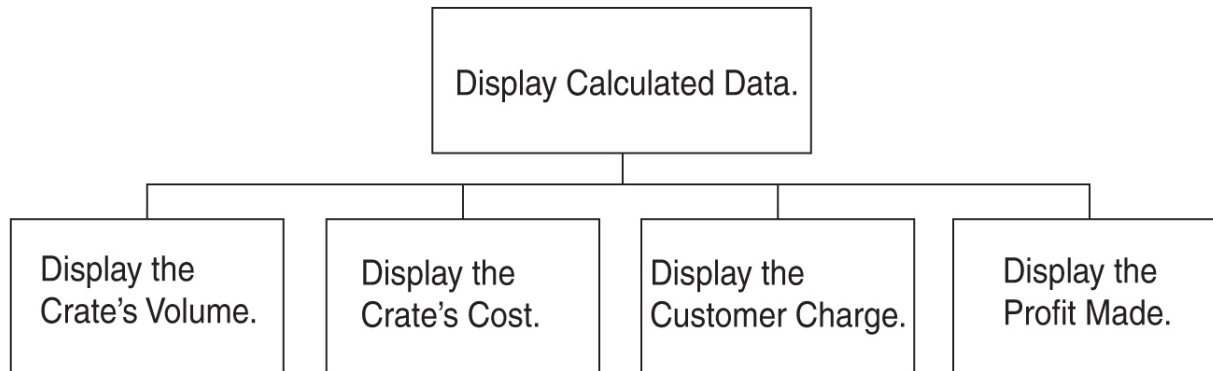 Display Calculated Data.
Display the
Crate’s Volume.
Display the
Crate’s Cost.
Display the
Customer Charge.
Display the
Profit Made.